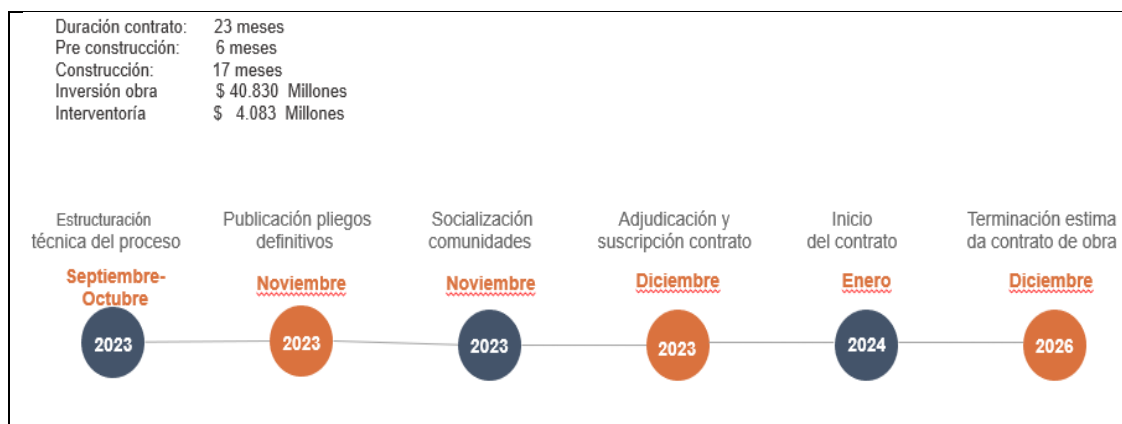 Duración contrato: 23 meses
Pre construcción: 6 meses
Construcción: 17 meses
Inversión obra $ 40.830 Millones
Interventoría $ 4.083 Millones
Estructuración
técnica del proceso
Septiembre-
Octubre
2023
Publicación pliegos
definitivos
Noviembre
2023
Socialización
comunidades
Noviembre
2023
Adjudicación y
suscripción contrato
Diciembre
2023
Inicio
del contrato
Enero
2024
Terminación estima
da contrato de obra
Diciembre
2026